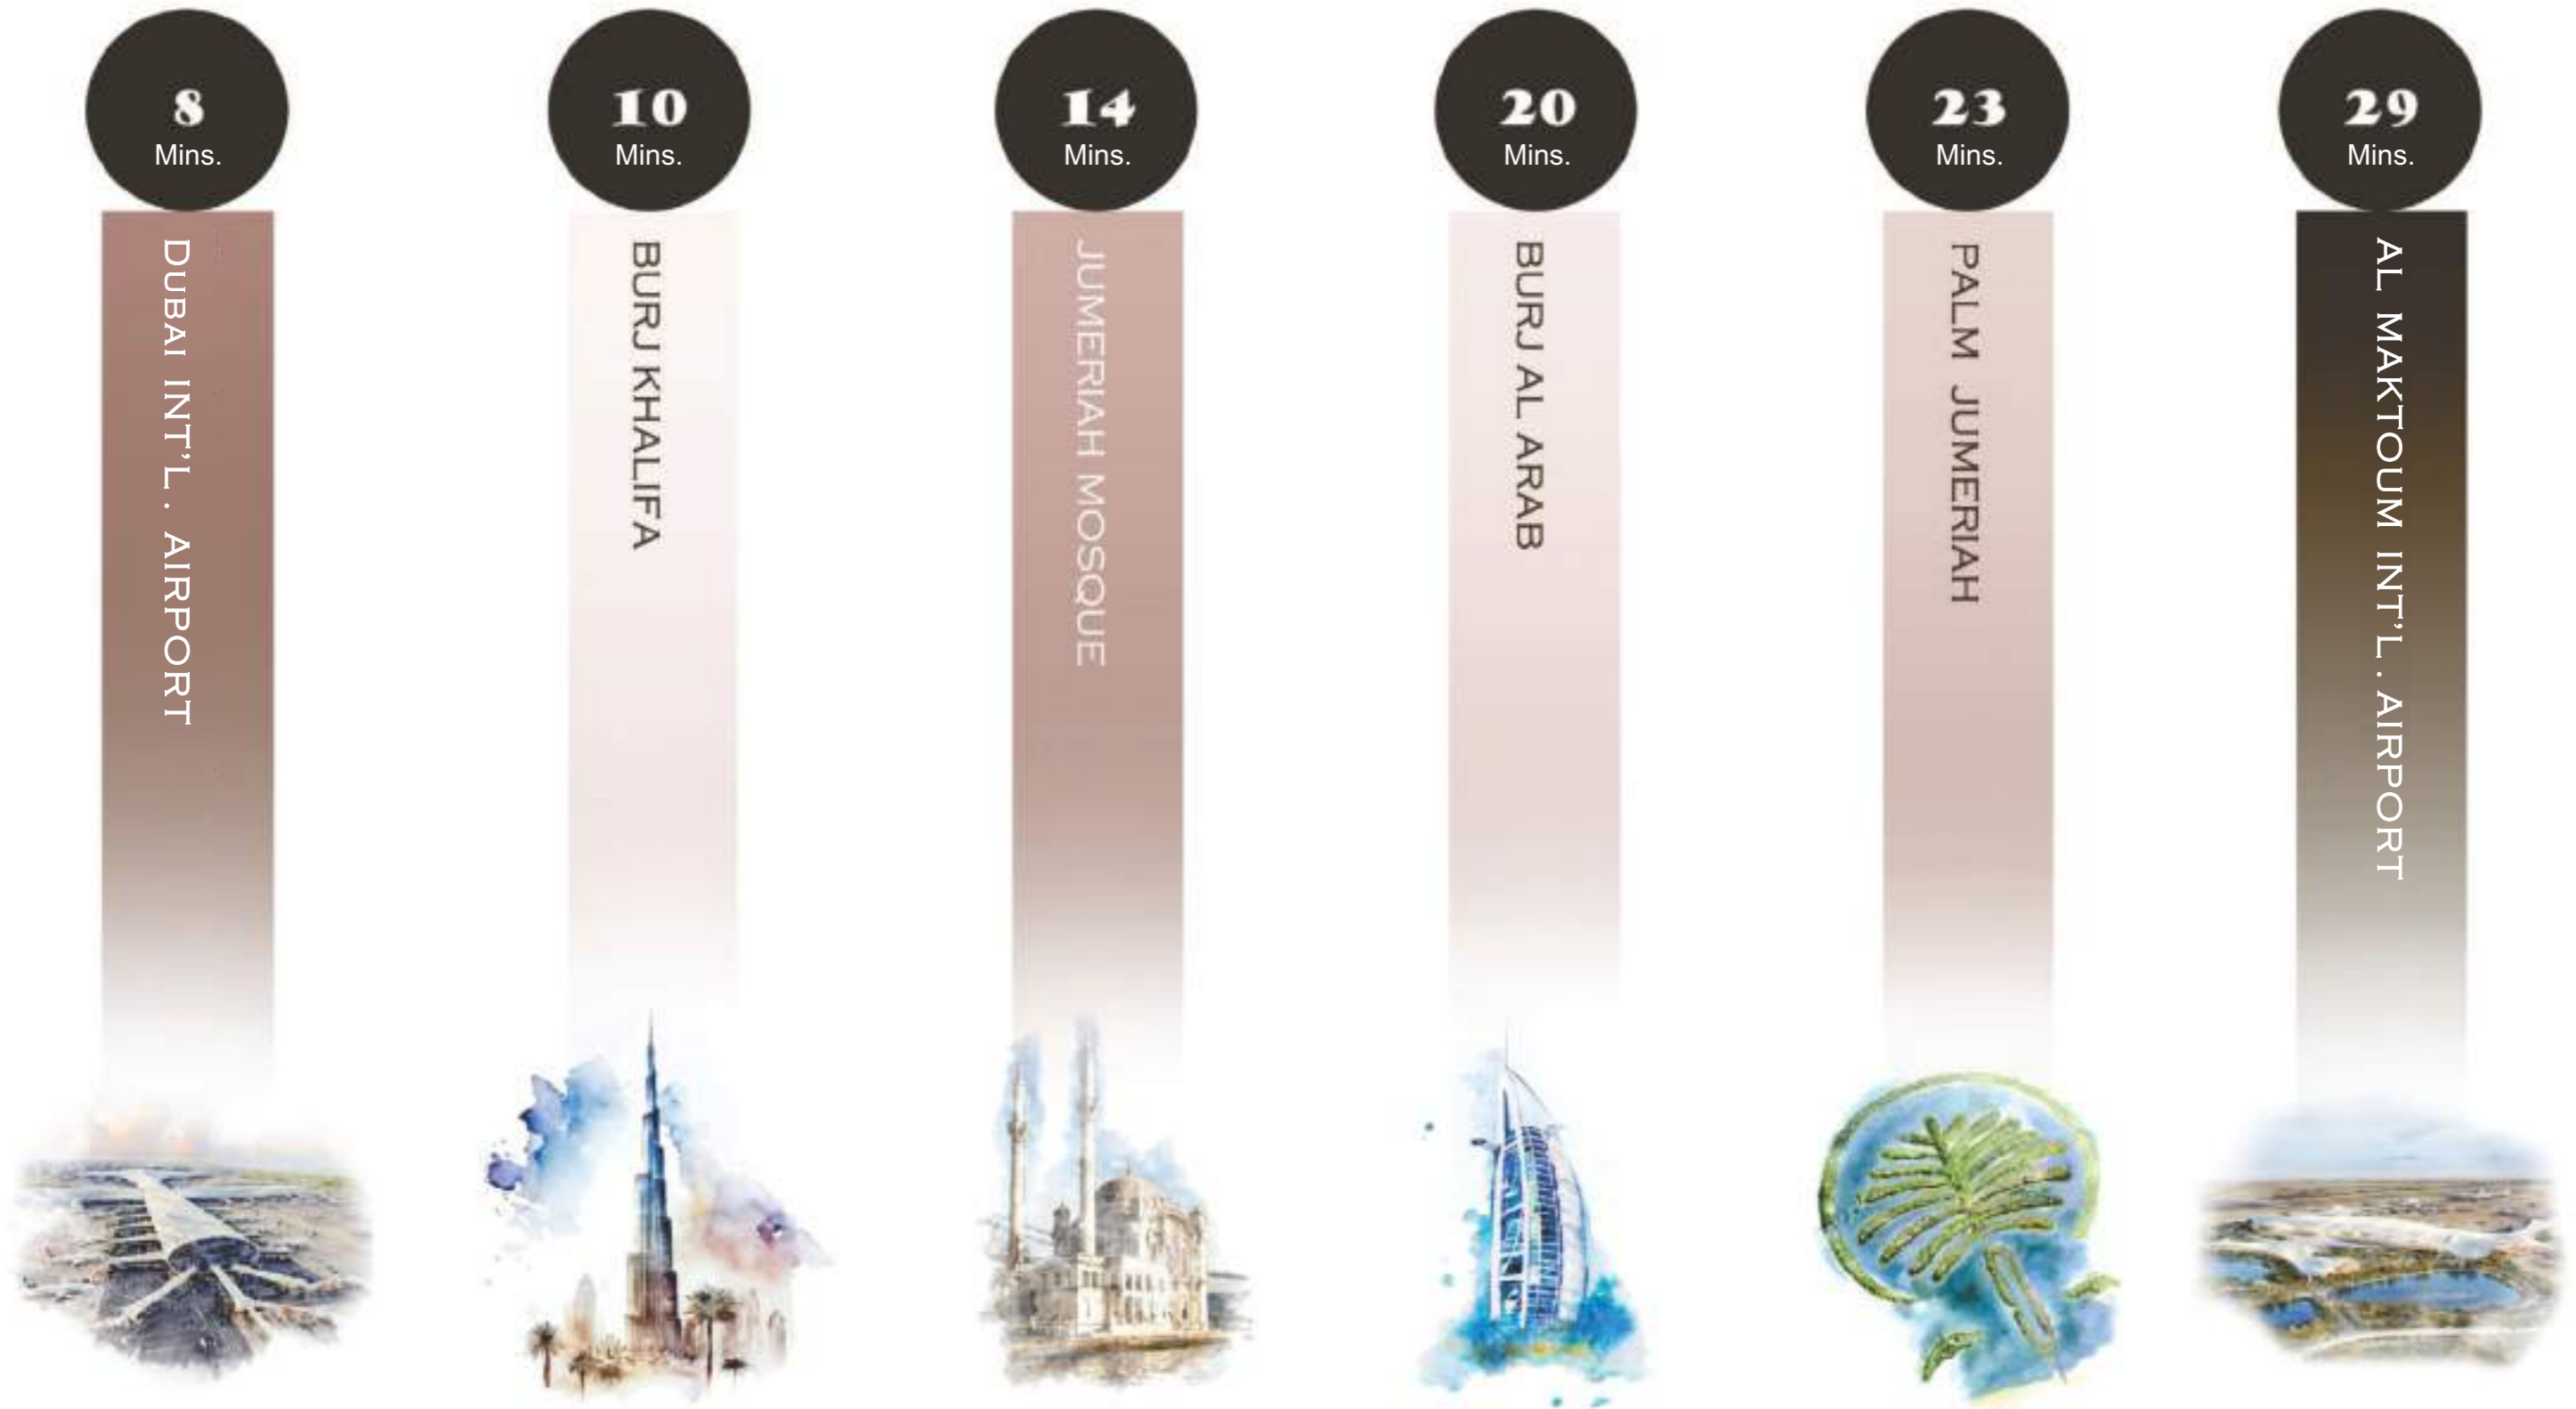 8
Mins.
DUBAI INT'L. AIRPORT
10
Mins.
BURJ KHALIFA
14
Mins.
JUMERIAH MOSQUE
20
Mins.
BURJ AL ARAB
23
Mins.
PALM JUMERIAH
29
Mins.
AL MAKTOUM INT'L. AIRPORT